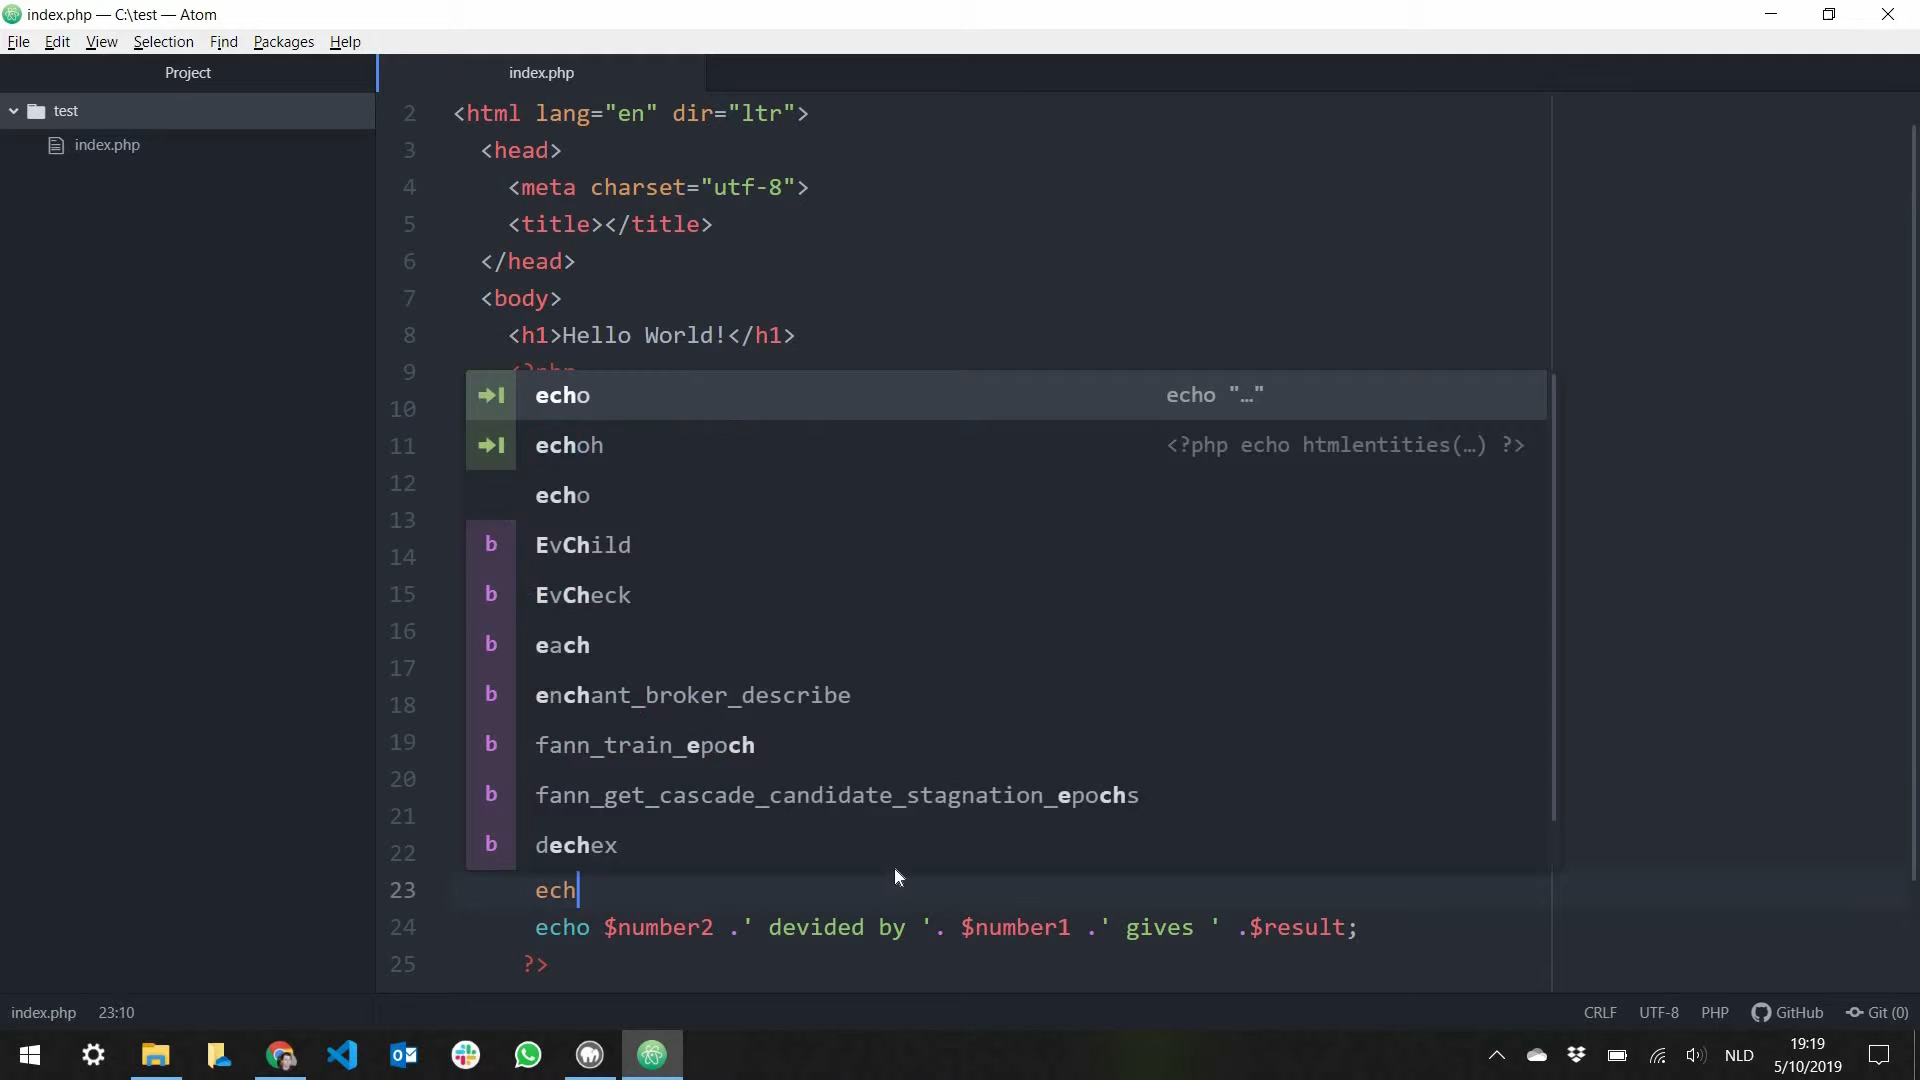 index.php — C:\test — Atom
File Edit View Selection Find Packages Help
Project
index.php
test
index.php
2 <html lang="en" dir="ltr">
3 <head>
4 <meta charset="utf-8">
5 <title></title>
6 </head>
7 <body>
8 <h1>Hello World!</h1>
9 <?php
10
11
12
13
14
15
16
17
18
19
20
21
22
echo echo "…"
echoh <?php echo htmlentities(…) ?>
echo
b EvChild
b EvCheck
b each
b enchant_broker_describe
b fann_train_epoch
b fann_get_cascade_candidate_stagnation_epochs
b dechex
23 ech
24 echo $number2 .' devided by '. $number1 .' gives ' .$result;
25 ?>
index.php 23:10 CRLF UTF-8 PHP GitHub Git (0)
NLD
19:19
5/10/2019